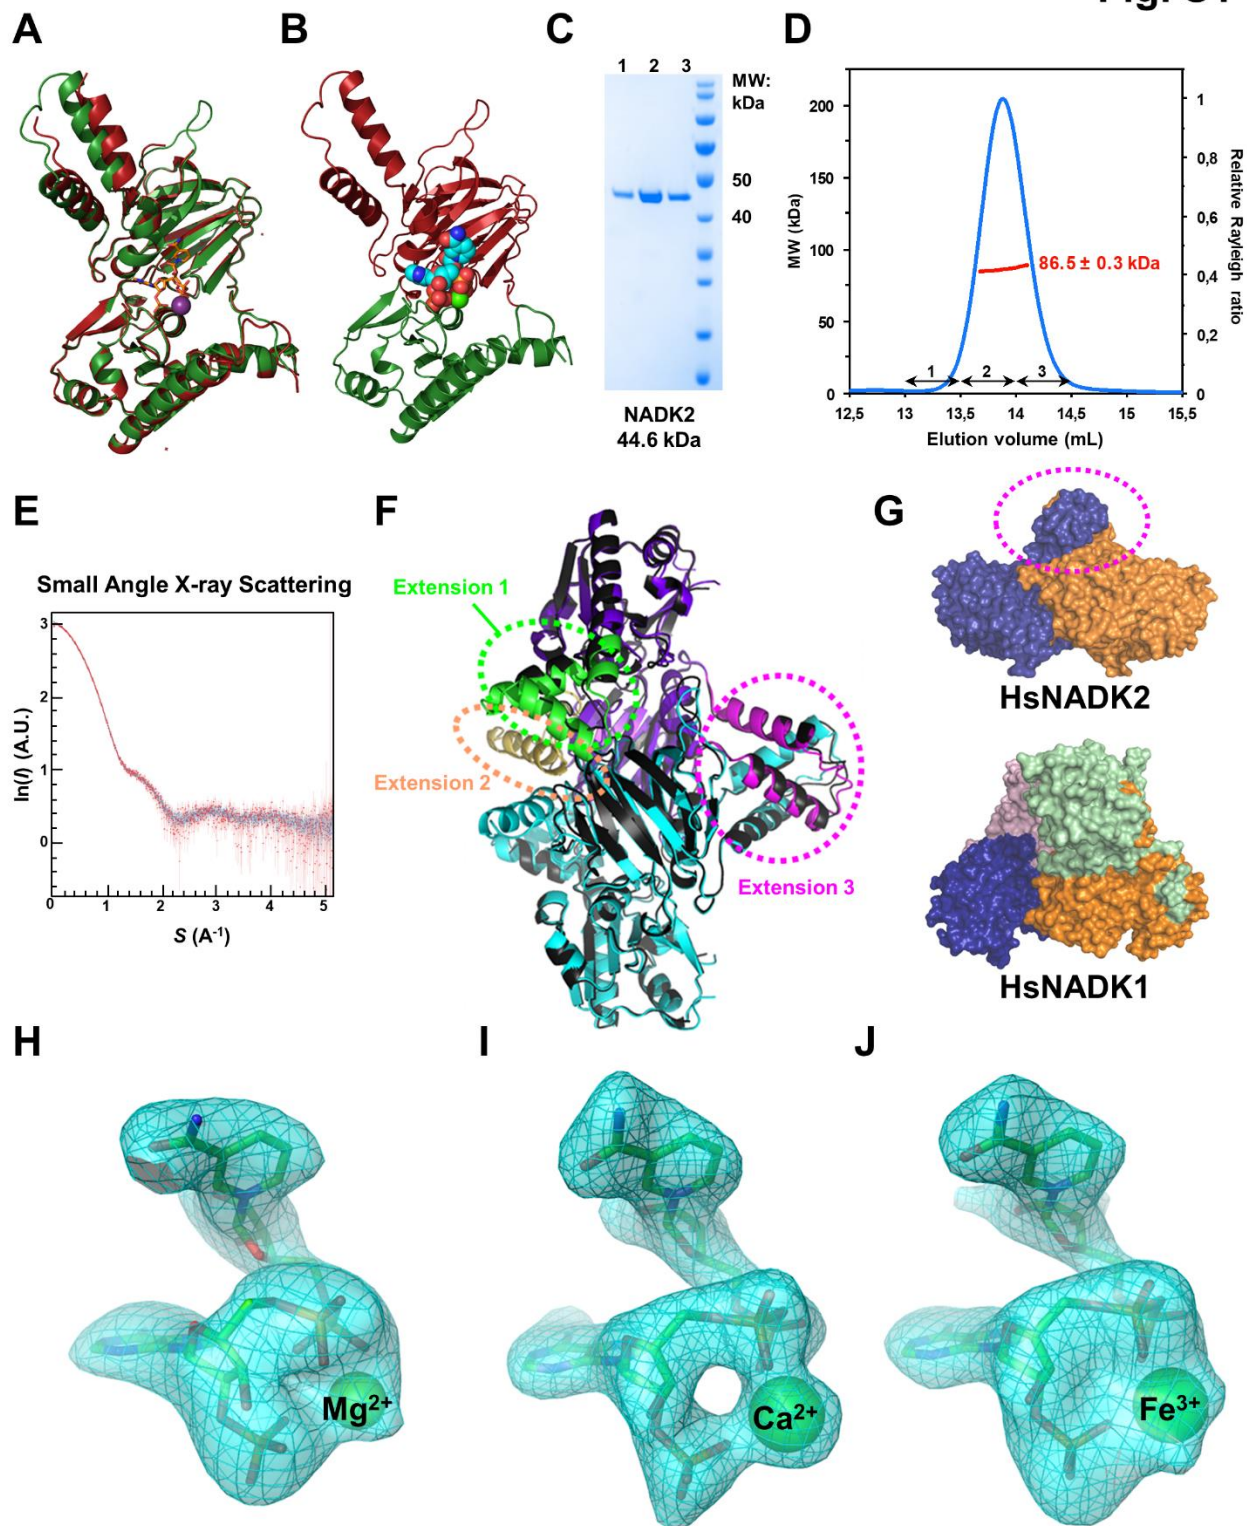 A
B
C
D
1 2 3
MW:
kDa
50
40
NADK2
44.6 kDa
MW (kDa)
200
150
100
50
0
86.5 ± 0.3 kDa
1 2 3
12,5 13 13,5 14 14,5 15 15,5
Elution volume (mL)
1
0,8
0,6
0,4
0,2
0
Relative Rayleigh ratio
E
Small Angle X-ray Scattering
ln(I) (A.U.)
3
2
1
0
0 1 2 3 4 5
S (A⁻¹)
F
Extension 1
Extension 2
Extension 3
G
HsNADK2
HsNADK1
H
Mg²⁺
I
Ca²⁺
J
Fe³⁺